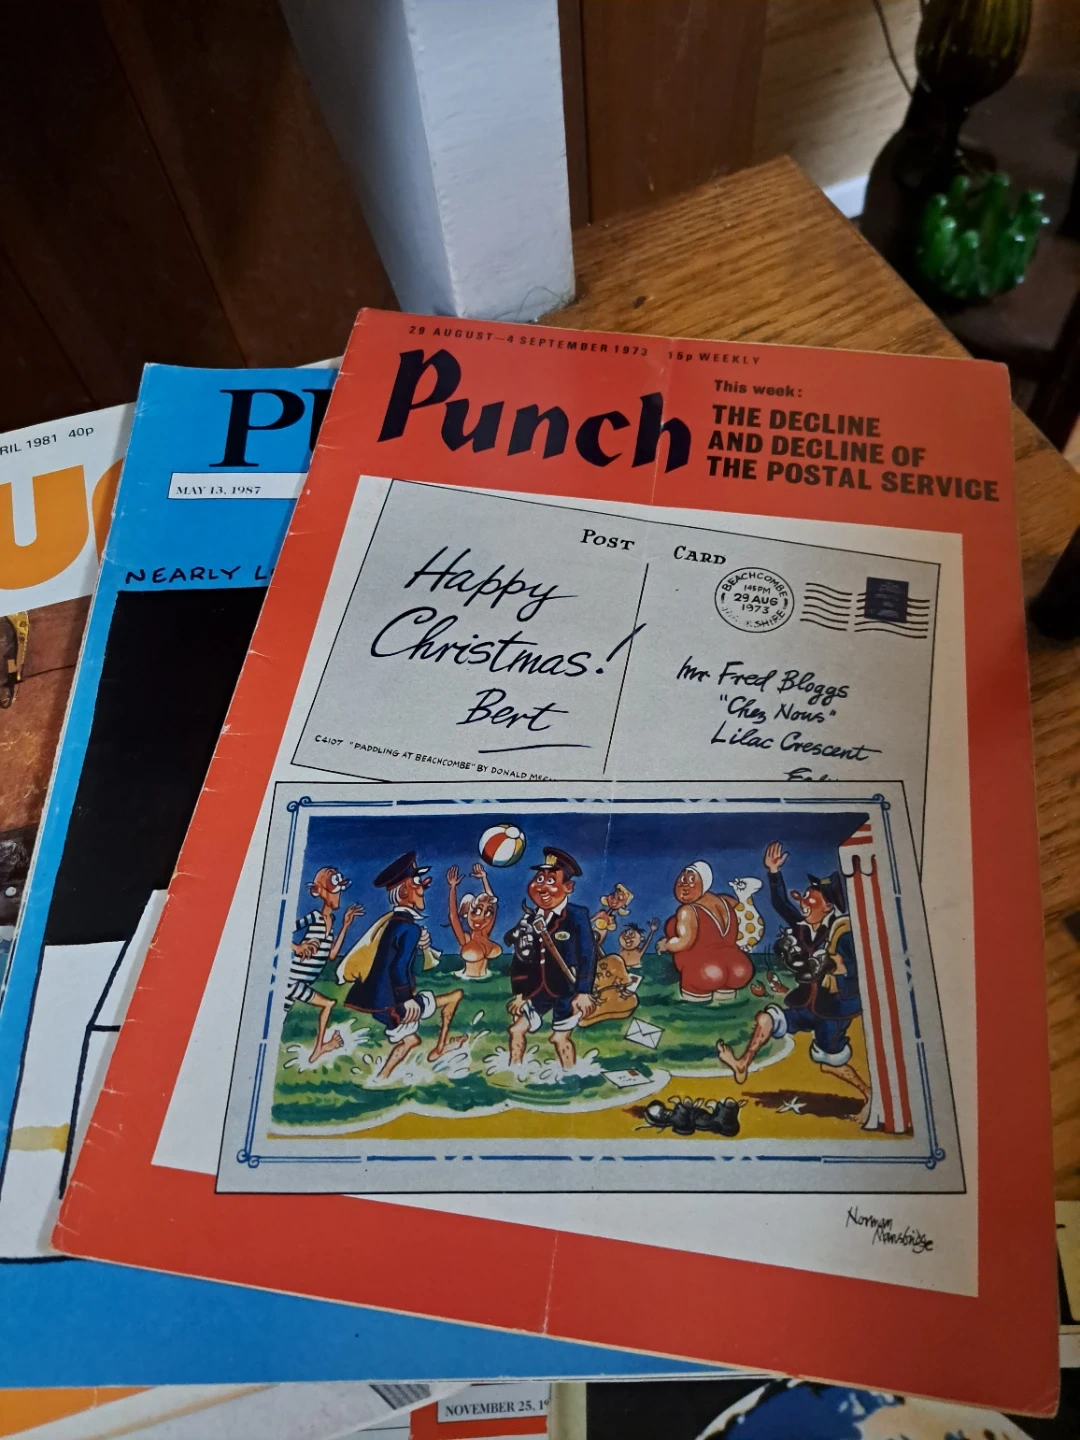 29 AUGUST—4 SEPTEMBER 1973 15p WEEKLY
Punch
This week:
THE DECLINE
AND DECLINE OF
THE POSTAL SERVICE
POST CARD
Happy
Christmas!
Bert
C4107 "PADDLING AT BEACHCOMBE" BY DONALD
BEACHCOMBE
29 AUG
1973
Mr Fred Bloggs
"Chez Nous"
Lilac Crescent
Norman
Mansbridge
PU
MAY 13, 1987
NEARLY L
RIL 1981 40p
U
NOVEMBER 25, 19